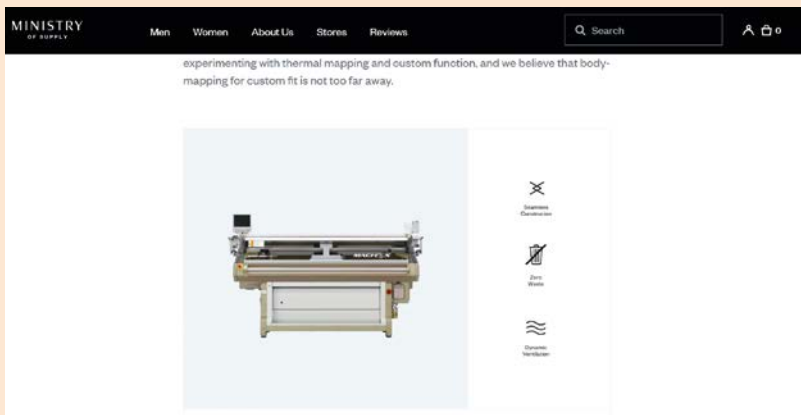 MINISTRY
OF SUPPLY
Men Women About Us Stores Reviews
Search
0
experimenting with thermal mapping and custom function, and we believe that body-
mapping for custom fit is not too far away.
Seamless
Construction
Zero
Waste
Dynamic
Ventilation